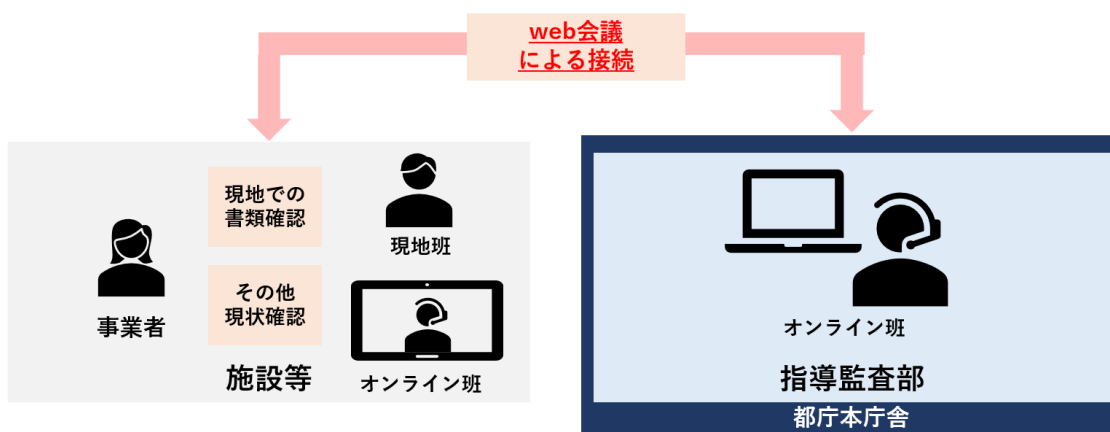 web会議
による接続
現地での
書類確認
現地班
その他
現状確認
事業者
施設等
オンライン班
オンライン班
指導監査部
都庁本庁舎